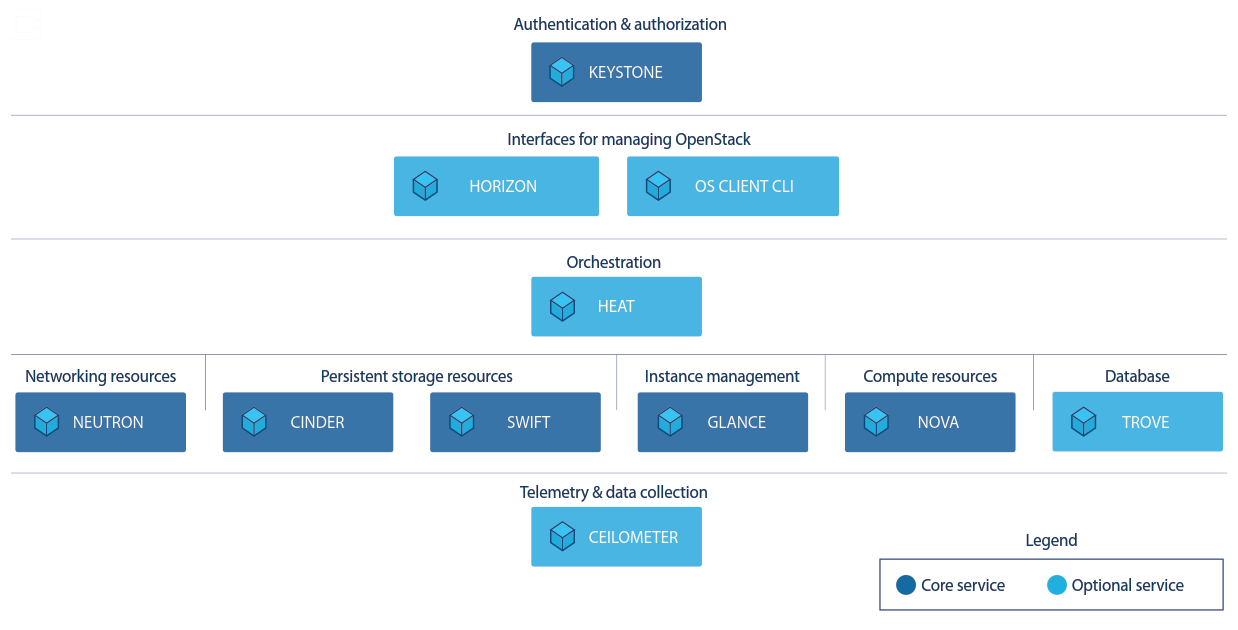 Authentication & authorization
KEYSTONE
Interfaces for managing OpenStack
HORIZON
OS CLIENT CLI
Orchestration
HEAT
Networking resources
Persistent storage resources
Instance management
Compute resources
Database
NEUTRON
CINDER
SWIFT
GLANCE
NOVA
TROVE
Telemetry & data collection
CEILOMETER
Legend
Core service
Optional service